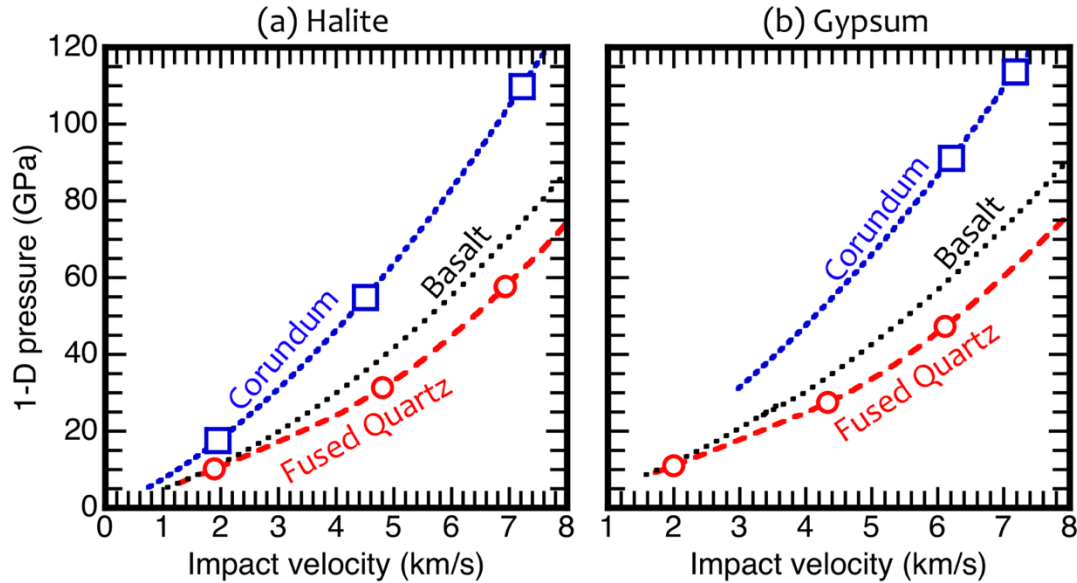 (a) Halite
(b) Gypsum
120
100
80
60
40
20
0
1-D pressure (GPa)
Corundum
Basalt
Fused Quartz
0 1 2 3 4 5 6 7 8
Impact velocity (km/s)
Corundum
Basalt
Fused Quartz
1 2 3 4 5 6 7 8
Impact velocity (km/s)